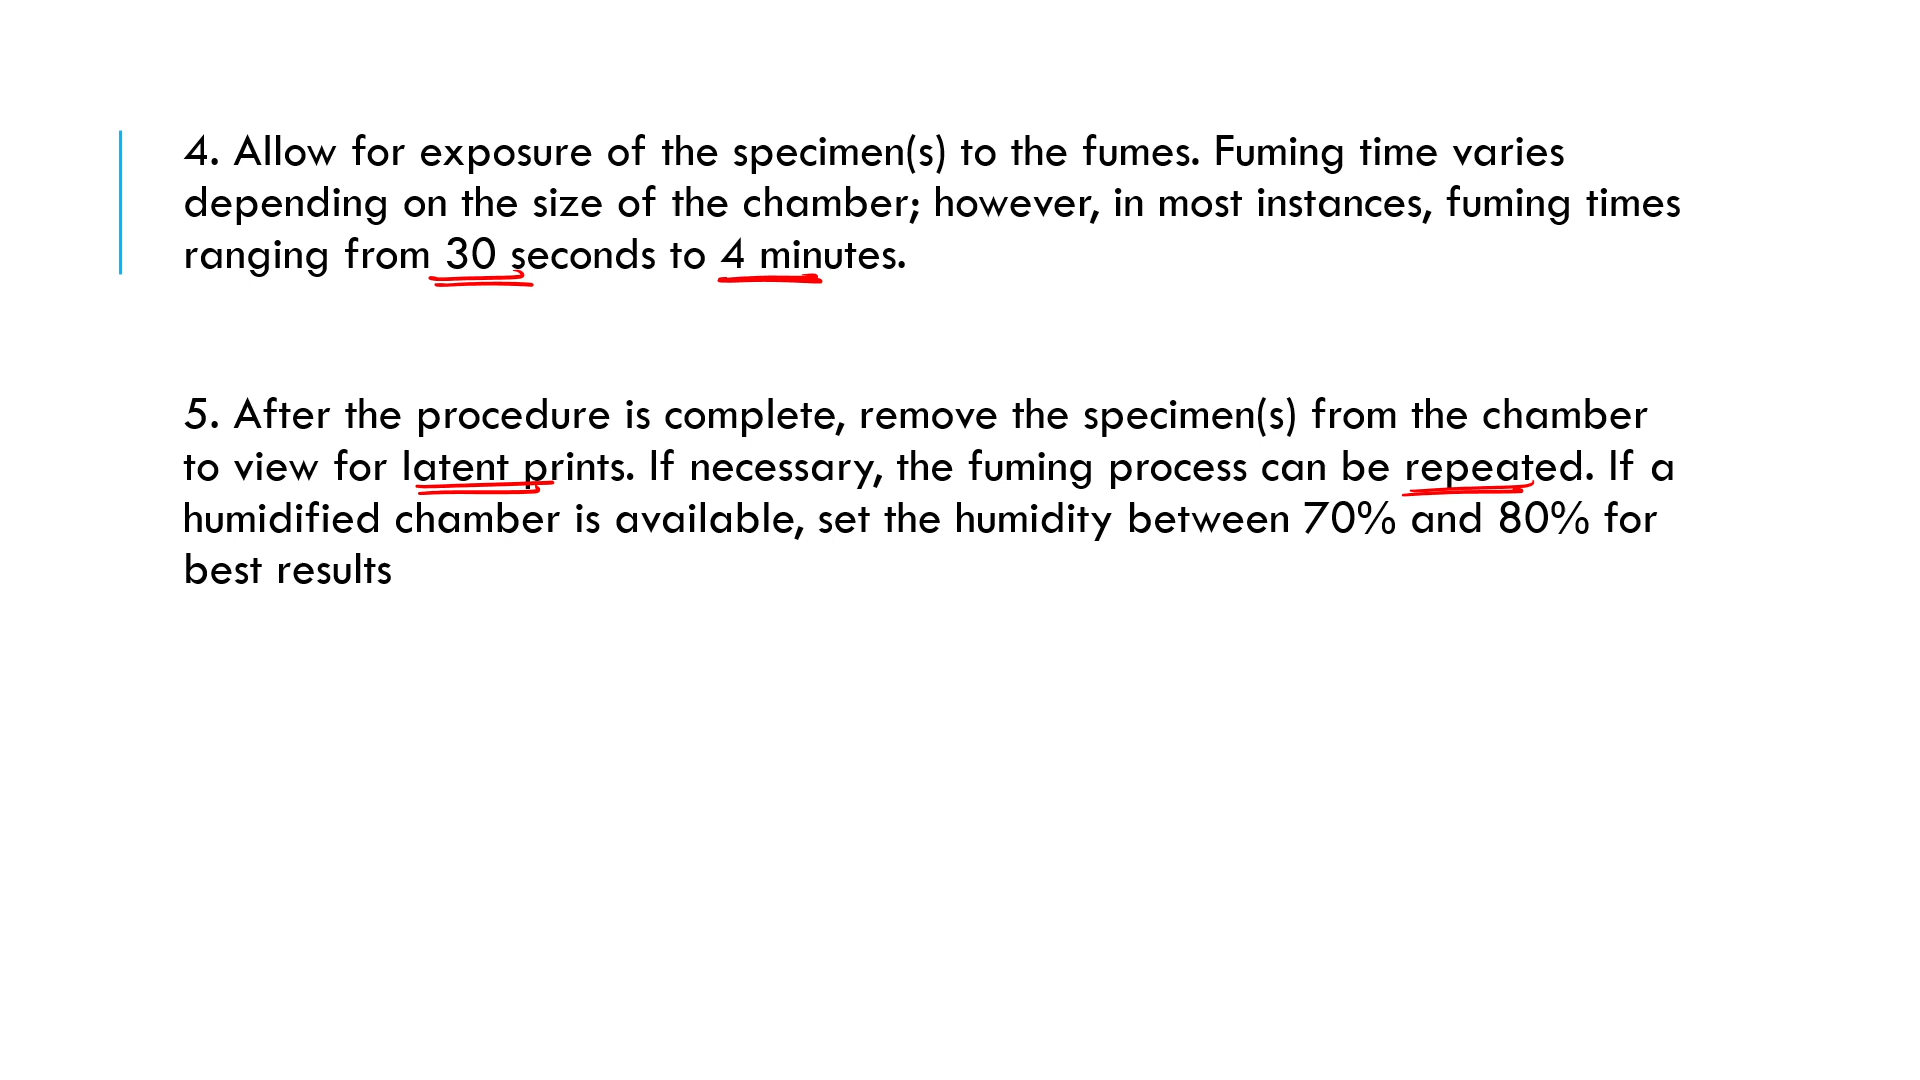 4. Allow for exposure of the specimen(s) to the fumes. Fuming time varies
depending on the size of the chamber; however, in most instances, fuming times
ranging from 30 seconds to 4 minutes.
5. After the procedure is complete, remove the specimen(s) from the chamber
to view for latent prints. If necessary, the fuming process can be repeated. If a
humidified chamber is available, set the humidity between 70% and 80% for
best results